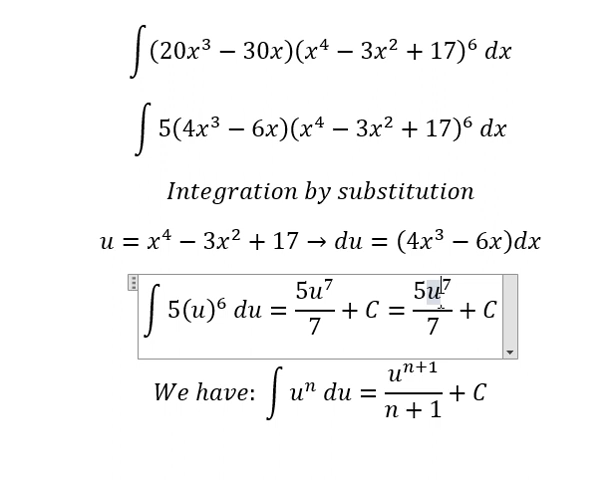 ∫(20x³ − 30x)(x⁴ − 3x² + 17)⁶ dx
∫ 5(4x³ − 6x)(x⁴ − 3x² + 17)⁶ dx
Integration by substitution
u = x⁴ − 3x² + 17 → du = (4x³ − 6x)dx
∫ 5(u)⁶ du = 5u⁷/7 + C = 5u⁷/7 + C
We have: ∫ uⁿ du = uⁿ⁺¹/n + 1 + C